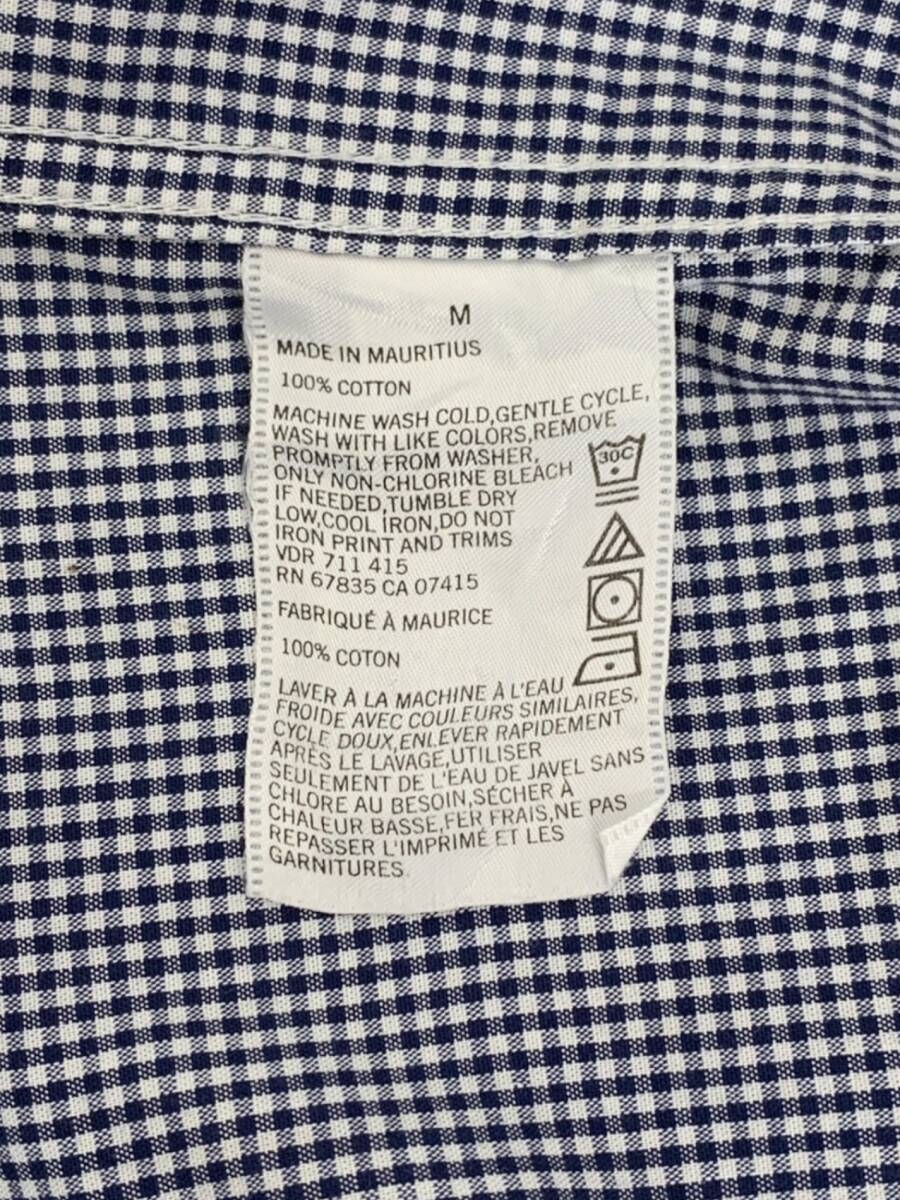 M
MADE IN MAURITIUS
100% COTTON
MACHINE WASH COLD,GENTLE CYCLE,
WASH WITH LIKE COLORS,REMOVE
PROMPTLY FROM WASHER,
ONLY NON-CHLORINE BLEACH
IF NEEDED,TUMBLE DRY
LOW,COOL IRON,DO NOT
IRON PRINT AND TRIMS
VDR 711 415
RN 67835 CA 07415
30C
FABRIQUÉ À MAURICE
100% COTON
LAVER À LA MACHINE À L'EAU
FROIDE AVEC COULEURS SIMILAIRES,
CYCLE DOUX,ENLEVER RAPIDEMENT
APRÈS LE LAVAGE,UTILISER
SEULEMENT DE L'EAU DE JAVEL SANS
CHLORE AU BESOIN,SÉCHER À
CHALEUR BASSE,FER FRAIS,NE PAS
REPASSER L'IMPRIMÉ ET LES
GARNITURES.